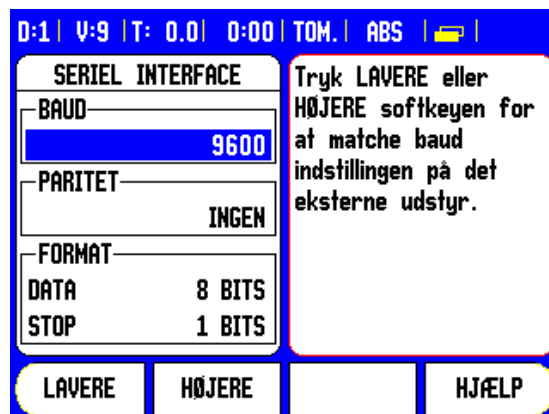 D:1| V:9 |T: 0.0| 0:00| TOM.| ABS | |
SERIEL INTERFACE
BAUD
9600
PARITET
INGEN
FORMAT
DATA 8 BITS
STOP 1 BITS
Tryk LAVERE eller
HØJERE softkeyen for
at matche baud
indstillingen på det
eksterne udstyr.
LAVERE HØJERE HJÆLP